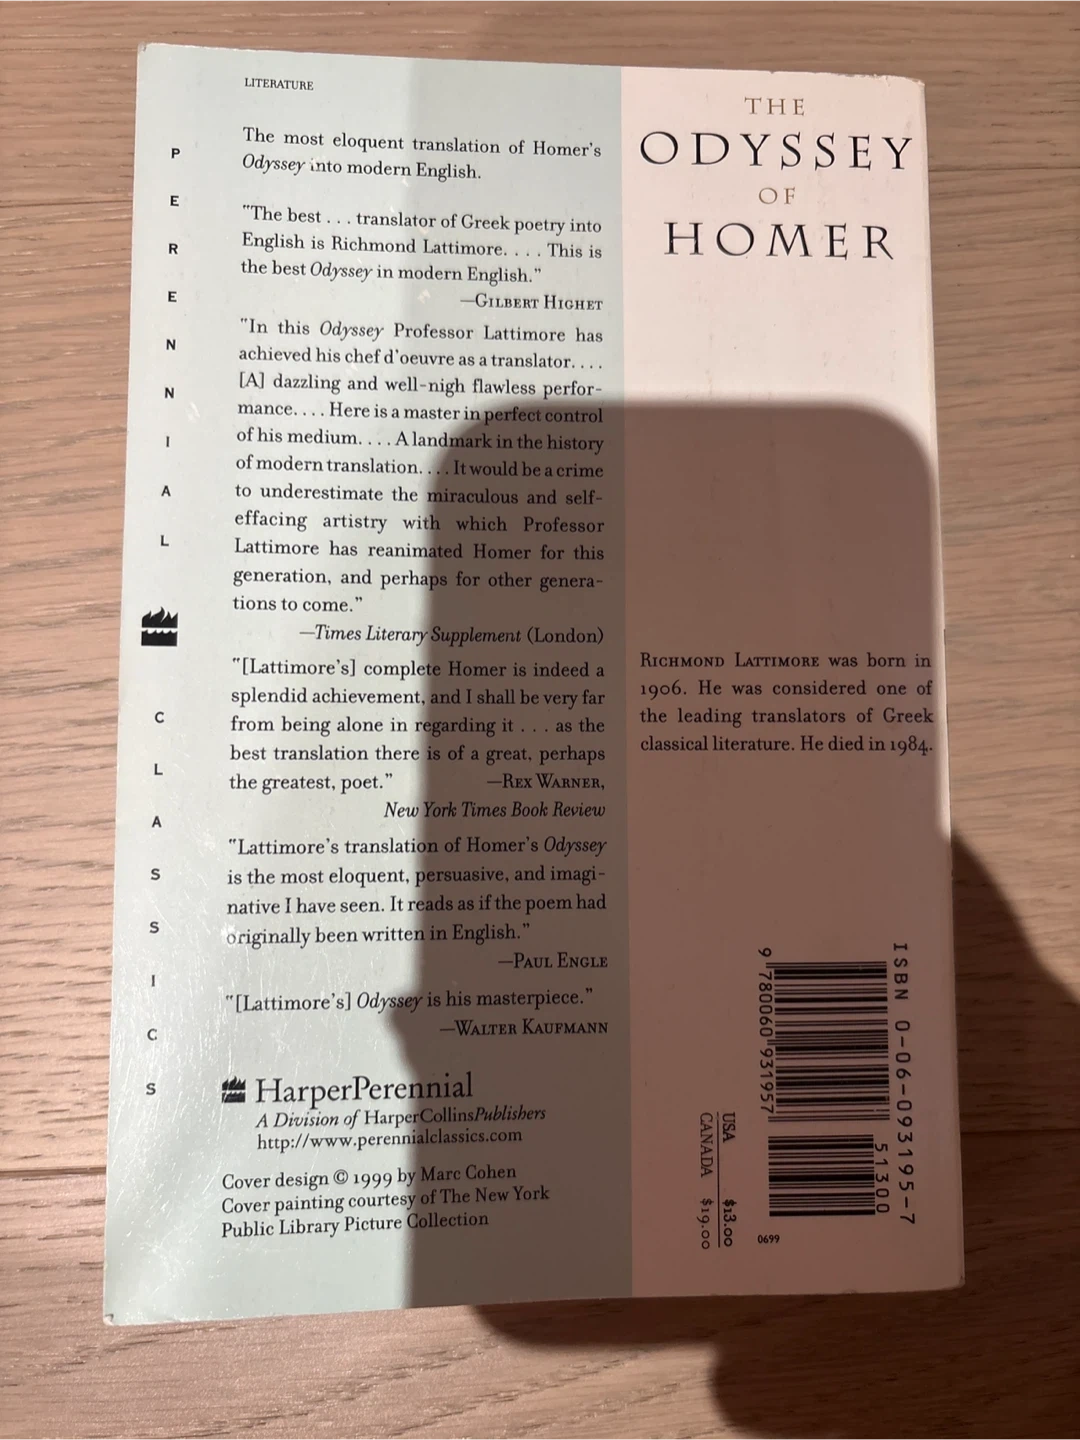 LITERATURE
The most eloquent translation of Homer's
Odyssey into modern English.
"The best . . . translator of Greek poetry into
English is Richmond Lattimore. . . . This is
the best Odyssey in modern English."
—GILBERT HIGHET
"In this Odyssey Professor Lattimore has
achieved his chef d'oeuvre as a translator. . . .
[A] dazzling and well-nigh flawless perfor-
mance. . . . Here is a master in perfect control
of his medium. . . . A landmark in the history
of modern translation. . . . It would be a crime
to underestimate the miraculous and self-
effacing artistry with which Professor
Lattimore has reanimated Homer for this
generation, and perhaps for other genera-
tions to come."
—Times Literary Supplement (London)
"[Lattimore's] complete Homer is indeed a
splendid achievement, and I shall be very far
from being alone in regarding it . . . as the
best translation there is of a great, perhaps
the greatest, poet." —REX WARNER,
New York Times Book Review
"Lattimore's translation of Homer's Odyssey
is the most eloquent, persuasive, and imagi-
native I have seen. It reads as if the poem had
originally been written in English."
—PAUL ENGLE
"[Lattimore's] Odyssey is his masterpiece."
—WALTER KAUFMANN
HarperPerennial
A Division of HarperCollinsPublishers
http://www.perennialclassics.com
Cover design © 1999 by Marc Cohen
Cover painting courtesy of The New York
Public Library Picture Collection
PERENNIAL CLASSICS
THE
ODYSSEY
OF
HOMER
RICHMOND LATTIMORE was born in
1906. He was considered one of
the leading translators of Greek
classical literature. He died in 1984.
ISBN 0-06-093195-7
51300
9 780060 931957
USA $13.00
CANADA $19.00
0699